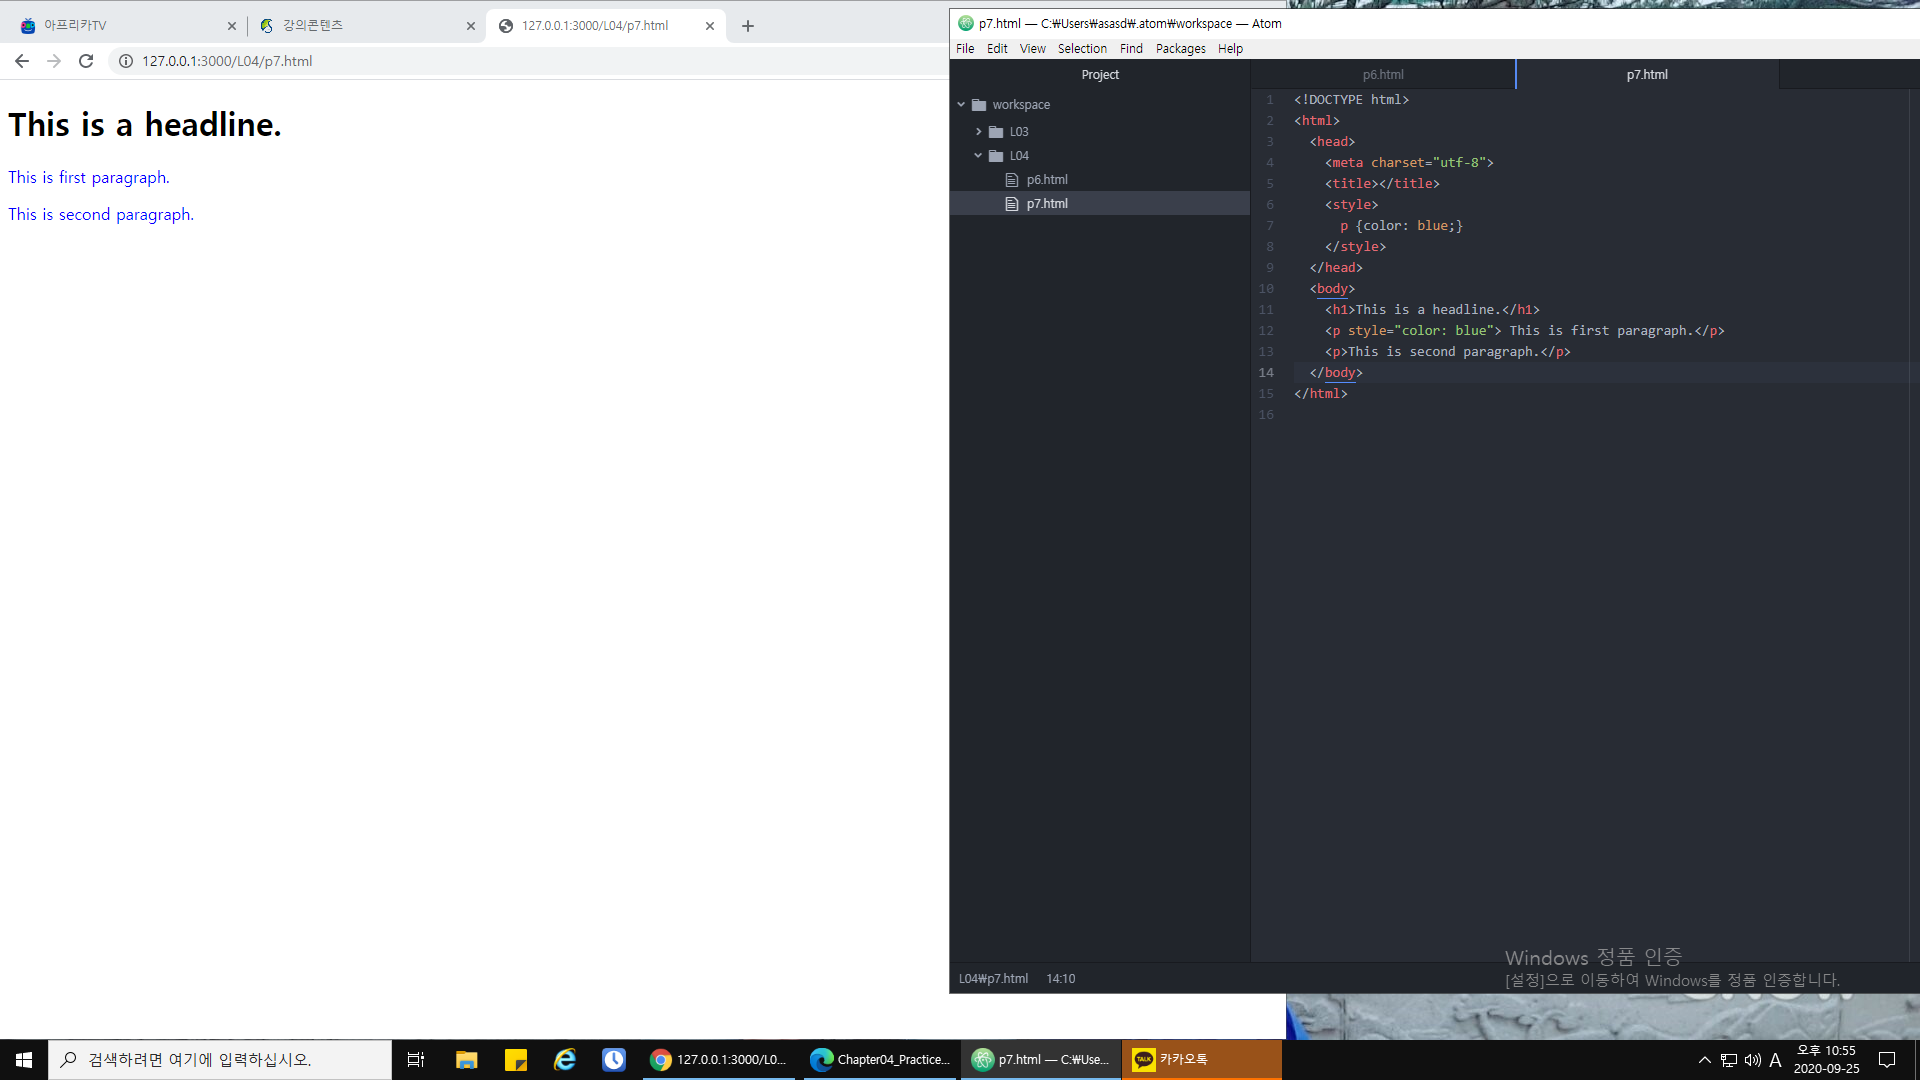 아프리카TV
강의콘텐츠
127.0.0.1:3000/L04/p7.html
127.0.0.1:3000/L04/p7.html
This is a headline.
This is first paragraph.
This is second paragraph.
p7.html — C:₩Users₩asasd₩.atom₩workspace — Atom
File Edit View Selection Find Packages Help
Project
workspace
L03
L04
p6.html
p7.html
p6.html
p7.html
1 <!DOCTYPE html>
2 <html>
3 <head>
4 <meta charset="utf-8">
5 <title></title>
6 <style>
7 p {color: blue;}
8 </style>
9 </head>
10 <body>
11 <h1>This is a headline.</h1>
12 <p style="color: blue"> This is first paragraph.</p>
13 <p>This is second paragraph.</p>
14 </body>
15 </html>
16
L04₩p7.html 14:10
Windows 정품 인증
[설정]으로 이동하여 Windows를 정품 인증합니다.
검색하려면 여기에 입력하십시오.
127.0.0.1:3000/L0...
Chapter04_Practice...
p7.html — C:₩Use...
TALK
카카오톡
A
오후 10:55
2020-09-25